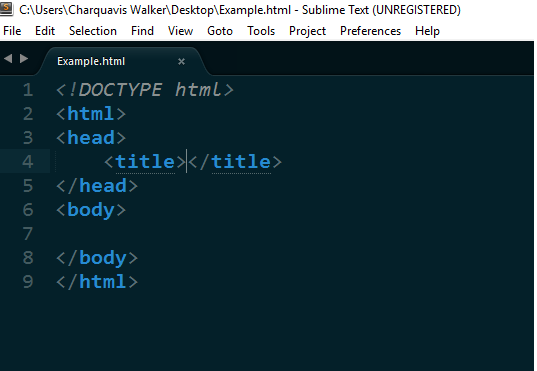 C:\Users\Charquavis Walker\Desktop\Example.html - Sublime Text (UNREGISTERED)
File Edit Selection Find View Goto Tools Project Preferences Help
Example.html ×
1 <!DOCTYPE html>
2 <html>
3 <head>
4     <title></title>
5 </head>
6 <body>
7
8 </body>
9 </html>